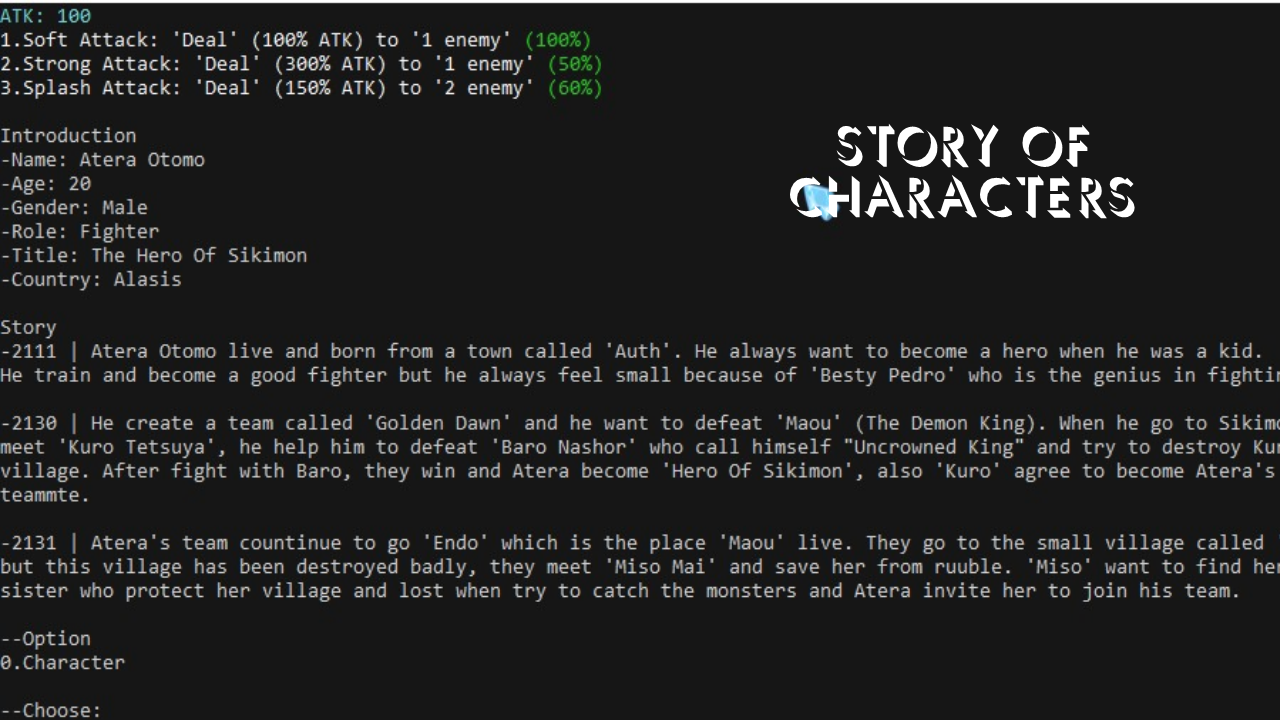 ATK: 100
1.Soft Attack: 'Deal' (100% ATK) to '1 enemy' (100%)
2.Strong Attack: 'Deal' (300% ATK) to '1 enemy' (50%)
3.Splash Attack: 'Deal' (150% ATK) to '2 enemy' (60%)
Introduction
-Name: Atera Otomo
-Age: 20
-Gender: Male
-Role: Fighter
-Title: The Hero Of Sikimon
-Country: Alasis
STORY OF
CHARACTERS
Story
-2111 | Atera Otomo live and born from a town called 'Auth'. He always want to become a hero when he was a kid.
He train and become a good fighter but he always feel small because of 'Besty Pedro' who is the genius in
-2130 | He create a team called 'Golden Dawn' and he want to defeat 'Maou' (The Demon King). When he go to
meet 'Kuro Tetsuya', he help him to defeat 'Baro Nashor' who call himself "Uncrowned King" and try to destroy
village. After fight with Baro, they win and Atera become 'Hero Of Sikimon', also 'Kuro' agree to become Atera's
teammte.
-2131 | Atera's team countinue to go 'Endo' which is the place 'Maou' live. They go to the small village called
but this village has been destroyed badly, they meet 'Miso Mai' and save her from ruuble. 'Miso' want to find
sister who protect her village and lost when try to catch the monsters and Atera invite her to join his team.
--Option
0.Character
--Choose: